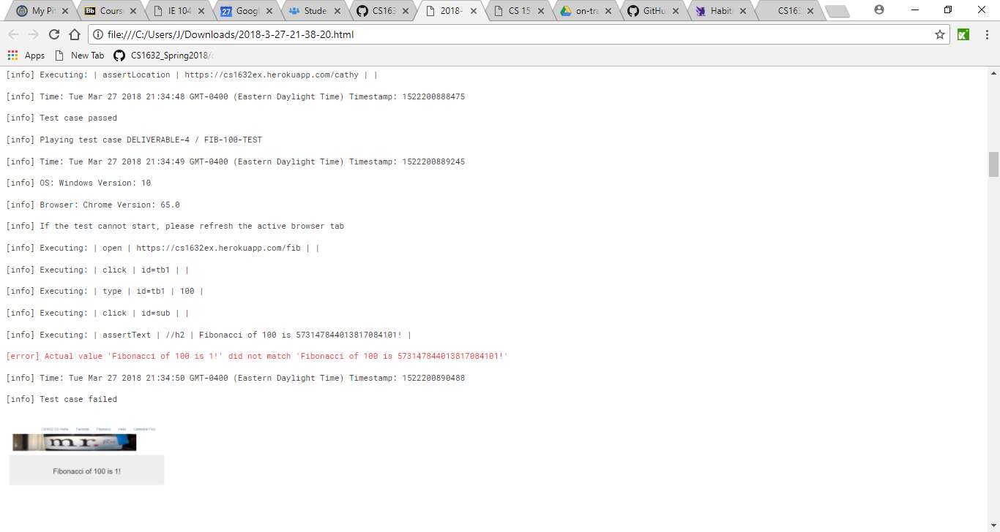 My Pi
Cours
IE 104
27 Googl
Stude
CS163
2018-
CS 15
on-tra
GitHu
Habiti
CS163
file:///C:/Users/J/Downloads/2018-3-27-21-38-20.html
Apps New Tab CS1632_Spring2018/
[info] Executing: | assertLocation | https://cs1632ex.herokuapp.com/cathy | |
[info] Time: Tue Mar 27 2018 21:34:48 GMT-0400 (Eastern Daylight Time) Timestamp: 1522200888475
[info] Test case passed
[info] Playing test case DELIVERABLE-4 / FIB-100-TEST
[info] Time: Tue Mar 27 2018 21:34:49 GMT-0400 (Eastern Daylight Time) Timestamp: 1522200889245
[info] OS: Windows Version: 10
[info] Browser: Chrome Version: 65.0
[info] If the test cannot start, please refresh the active browser tab
[info] Executing: | open | https://cs1632ex.herokuapp.com/fib | |
[info] Executing: | click | id=tb1 | |
[info] Executing: | type | id=tb1 | 100 |
[info] Executing: | click | id=sub | |
[info] Executing: | assertText | //h2 | Fibonacci of 100 is 573147844013817084101! |
[error] Actual value 'Fibonacci of 100 is 1!' did not match 'Fibonacci of 100 is 573147844013817084101!'
[info] Time: Tue Mar 27 2018 21:34:50 GMT-0400 (Eastern Daylight Time) Timestamp: 1522200890488
[info] Test case failed
CS1632 D3 Home Factorial Fibonacci Hello Cathedral Pics
mr.
Fibonacci of 100 is 1!